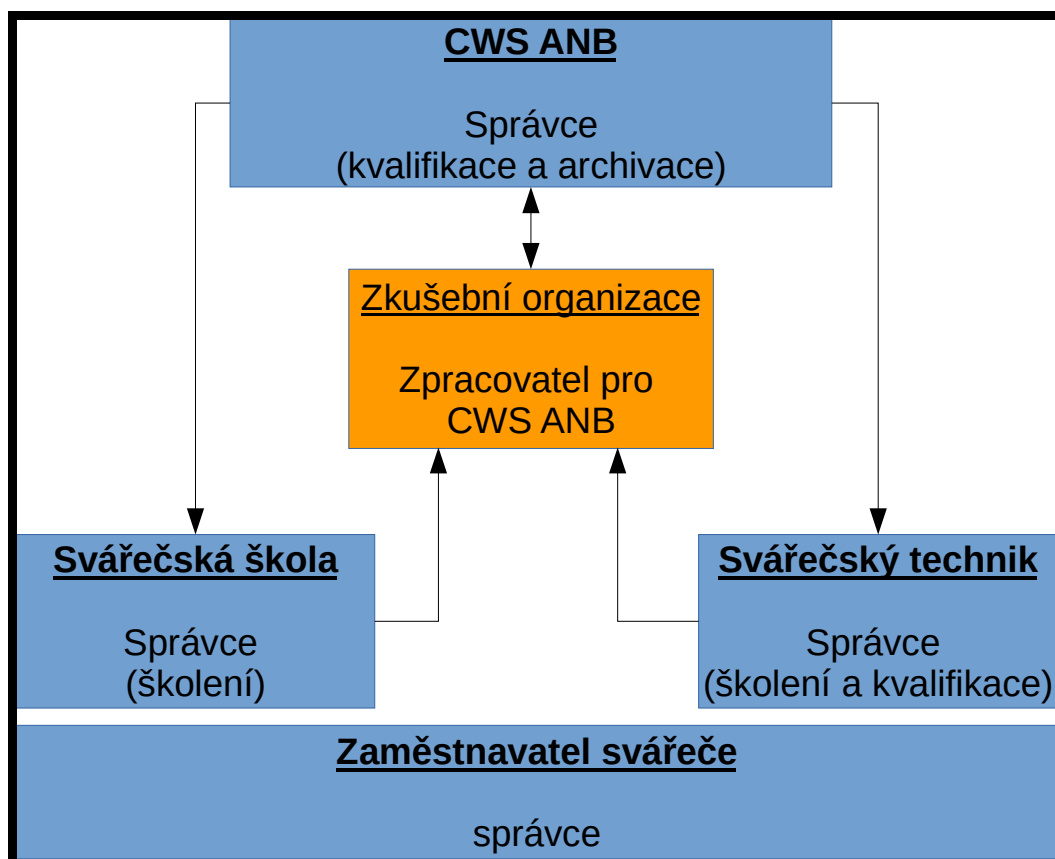 CWS ANB
Správce
(kvalifikace a archivace)
Zkušební organizace
Zpracovatel pro
CWS ANB
Svářečská škola
Správce
(školení)
Svářečský technik
Správce
(školení a kvalifikace)
Zaměstnavatel svářeče
správce